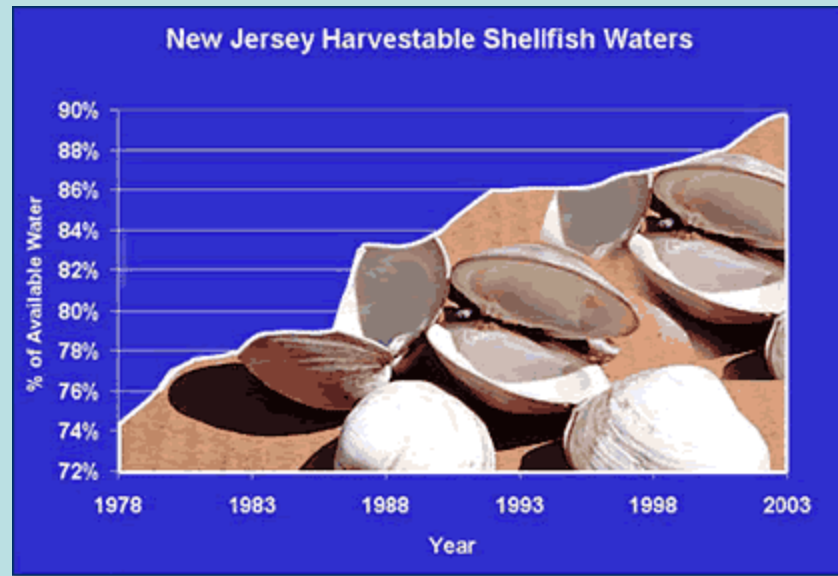 New Jersey Harvestable Shellfish Waters
% of Available Water
90%
88%
86%
84%
82%
80%
78%
76%
74%
72%
1978 1983 1988 1993 1998 2003
Year